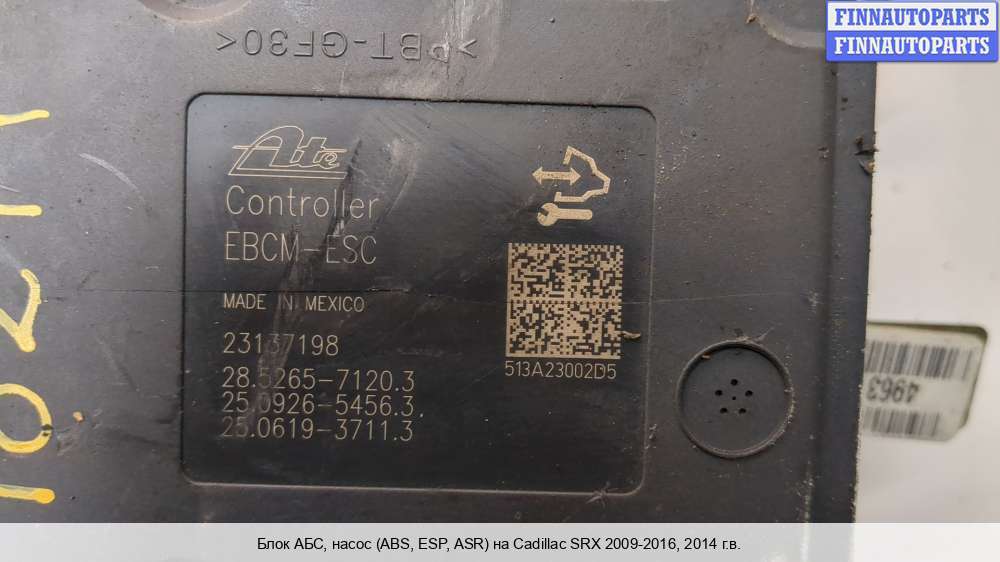 FINNAUTOPARTS
FINNAUTOPARTS
>PBT-GF30<
Ate
Controller
EBCM-ESC
MADE IN MEXICO
23137198
28.5265-7120.3
25.0926-5456.3
25.0619-3711.3
513A23002D5
4963
Блок АБС, насос (ABS, ESP, ASR) на Cadillac SRX 2009-2016, 2014 г.в.